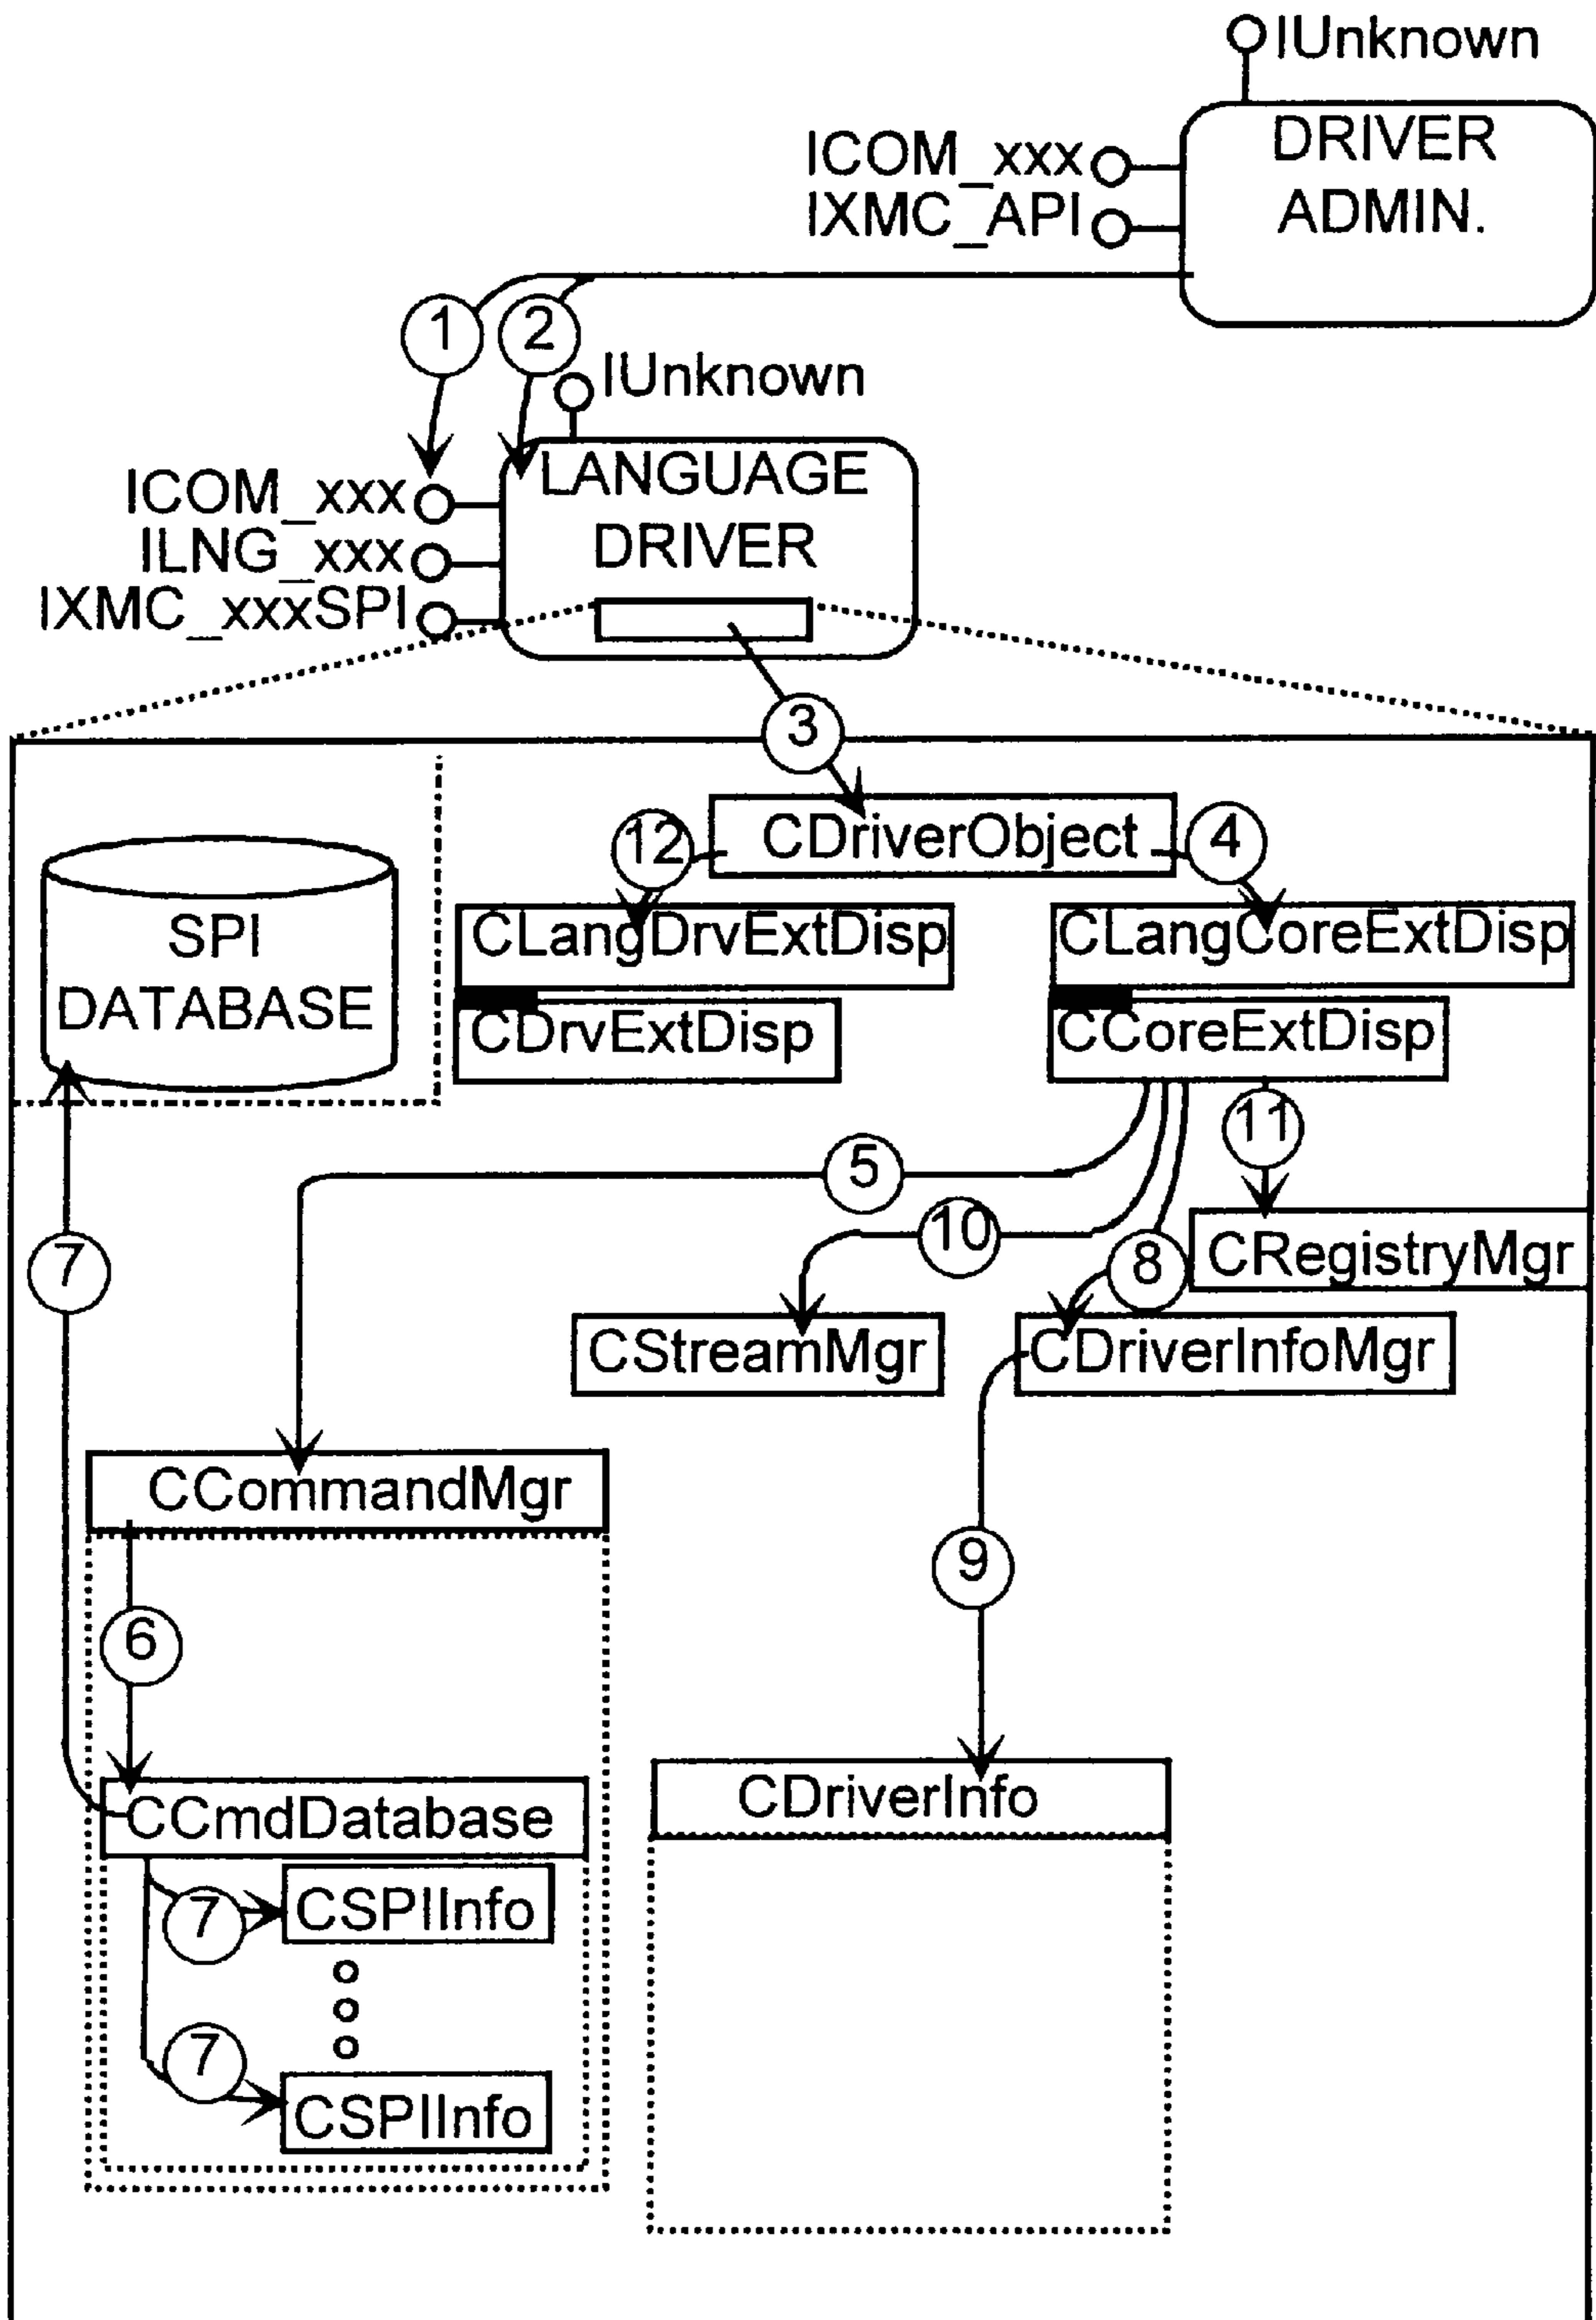 IUnknown
DRIVER
ADMIN.
ICOM_xxx
IXMC_API
1
2
IUnknown
LANGUAGE
DRIVER
ICOM_xxx
ILNG_xxx
IXMC_xxxSPI
3
CDriverObject
12
4
SPI
DATABASE
CLangDrvExtDisp
CLangCoreExtDisp
CDrvExtDisp
CCoreExtDisp
11
5
10
8
7
CRegistryMgr
CStreamMgr
CDriverInfoMgr
CCommandMgr
9
6
CCmdDatabase
CDriverInfo
7
CSPIInfo
7
CSPIInfo